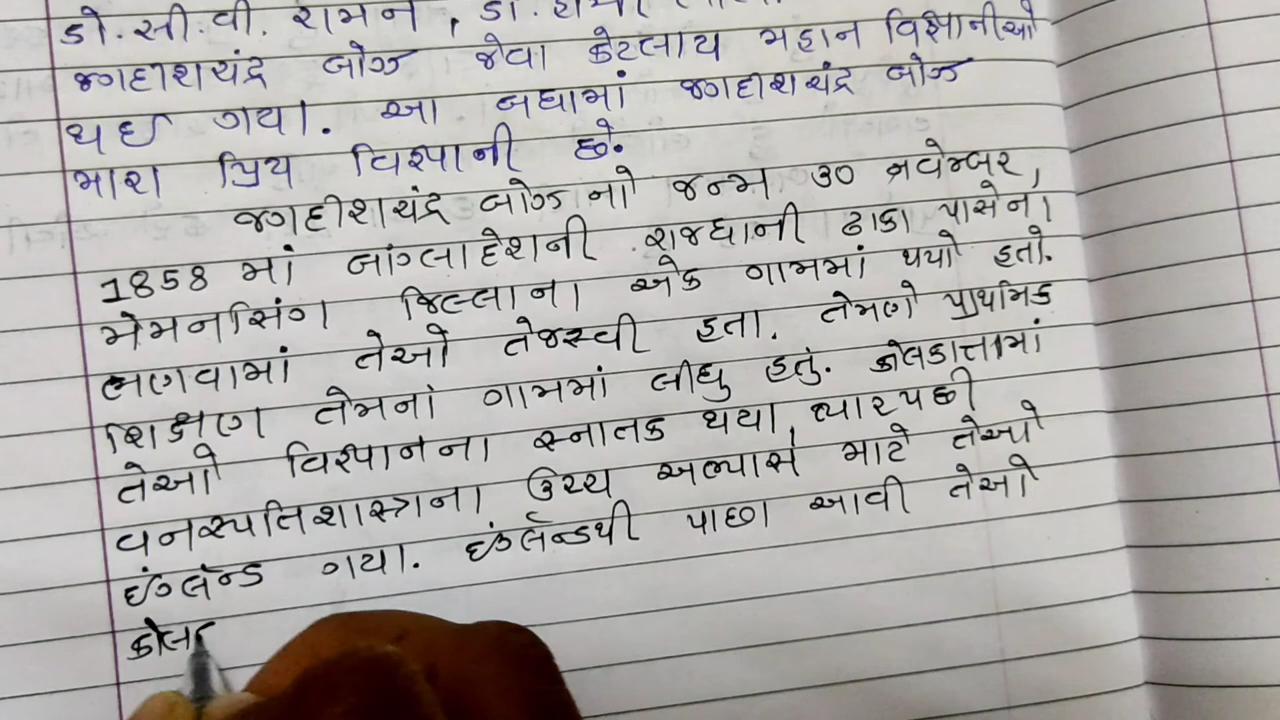 ડો. સી. વી. રામન, ડો.
જગદીશચંદ્ર બોઝ જેવા કેટલાય મહાન વિજ્ઞાનીઓ
થઈ ગયા. આ બધામાં જગદીશચંદ્ર બોઝ
મારા પ્રિય વિજ્ઞાની છે.
જગદીશચંદ્ર બોઝનો જન્મ 30 નવેમ્બર,
1858 માં બાંગ્લાદેશની રાજધાની ઢાકા પાસેના
મેમનસિંગ જિલ્લાના એક ગામમાં થયો હતો.
ભણવામાં તેઓ તેજસ્વી હતા. તેમણે પ્રાથમિક
શિક્ષણ તેમનાં ગામમાં લીધુ હતું. કોલકાત્તામાં
તેઓ વિજ્ઞાનના સ્નાતક થયા, ત્યારપછી
વનસ્પતિશાસ્ત્રના ઉચ્ચ અભ્યાસ માટે તેઓ
ઈંગ્લૅન્ડ ગયા. ઈંગ્લૅન્ડથી પાછા આવી તેઓ
કોલ